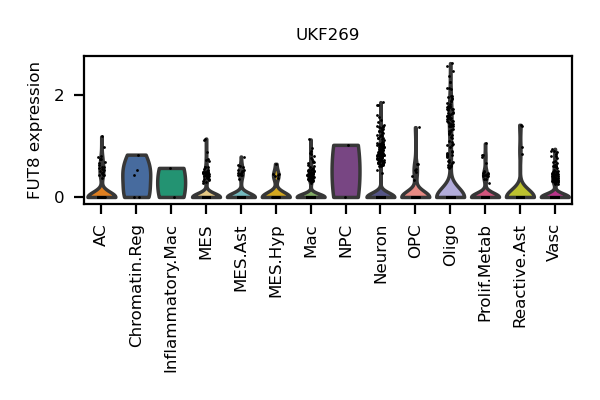 UKF269
FUT8 expression
2
0
AC
Chromatin.Reg
Inflammatory.Mac
MES
MES.Ast
MES.Hyp
Mac
NPC
Neuron
OPC
Oligo
Prolif.Metab
Reactive.Ast
Vasc